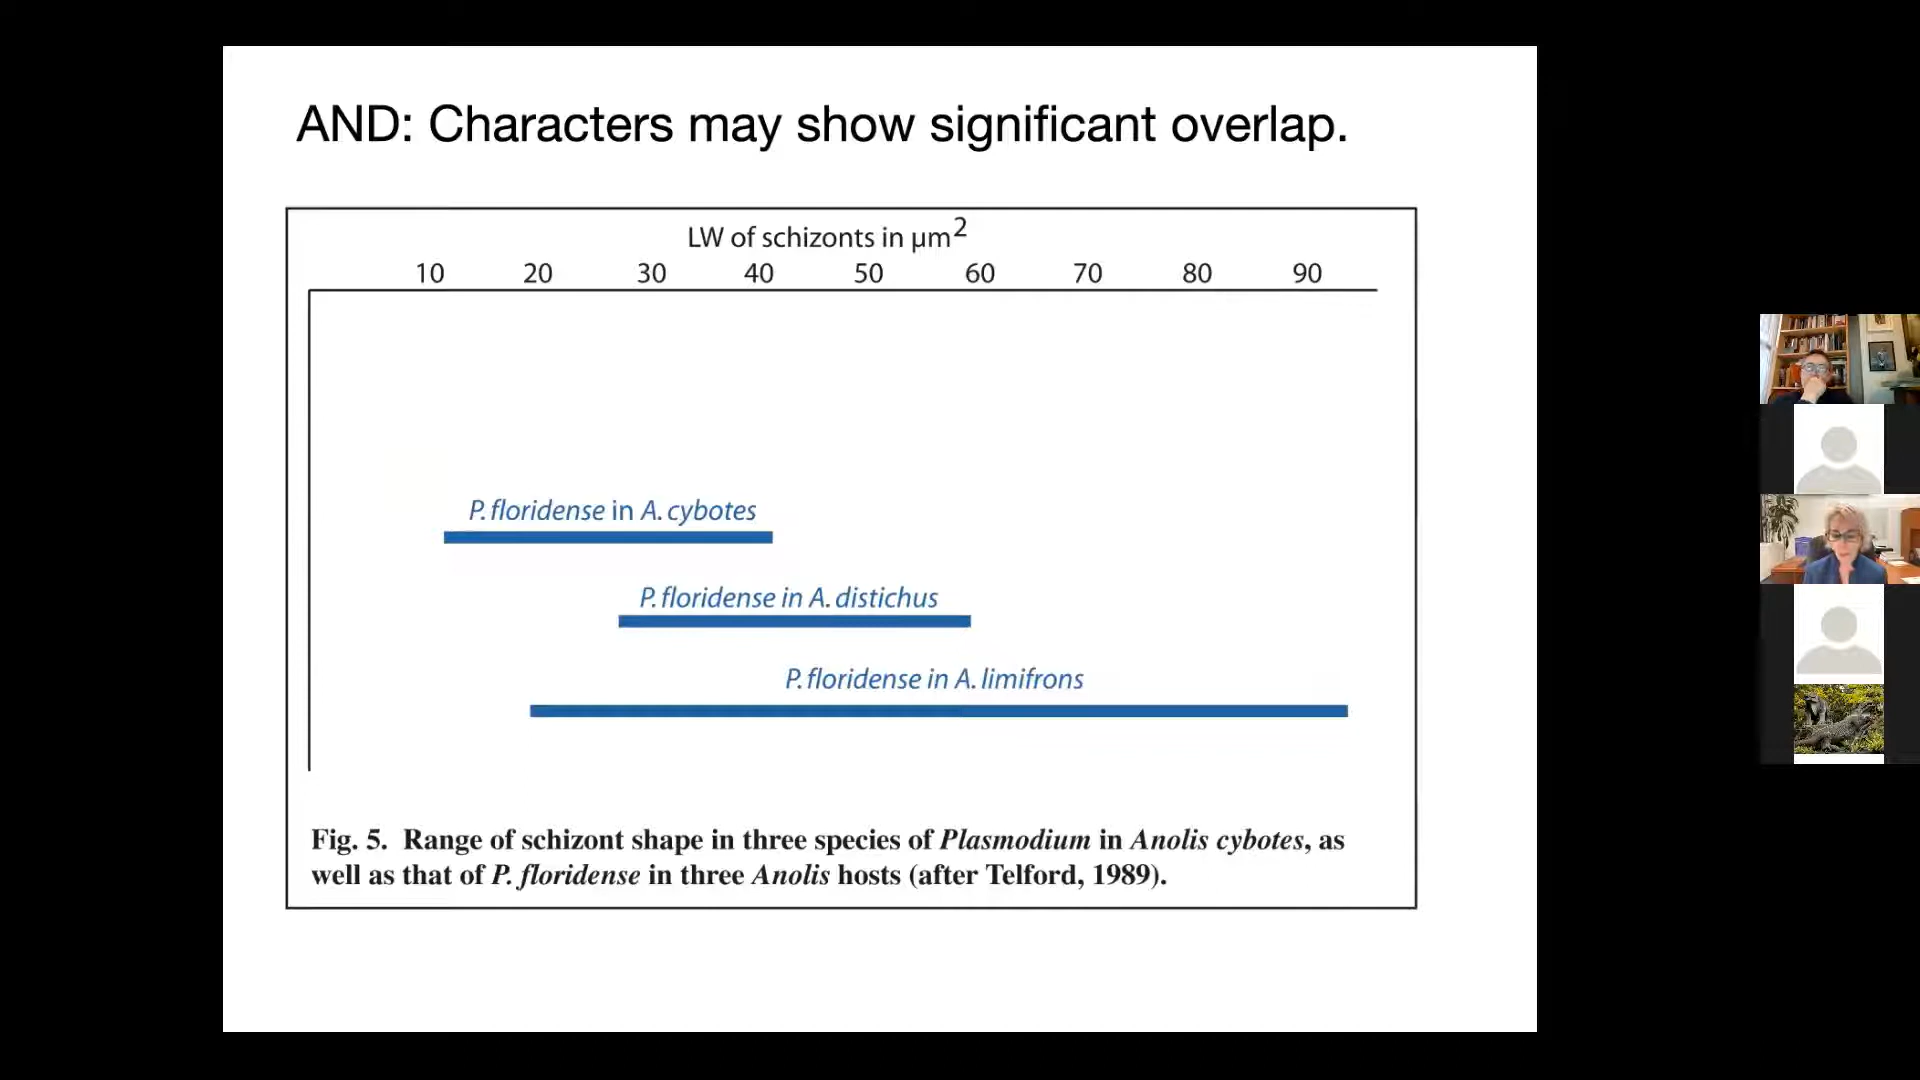 AND: Characters may show significant overlap.
LW of schizonts in µm2
10 20 30 40 50 60 70 80 90
P. floridense in A. cybotes
P. floridense in A. distichus
P. floridense in A. limifrons
Fig. 5. Range of schizont shape in three species of Plasmodium in Anolis cybotes, as
well as that of P. floridense in three Anolis hosts (after Telford, 1989).